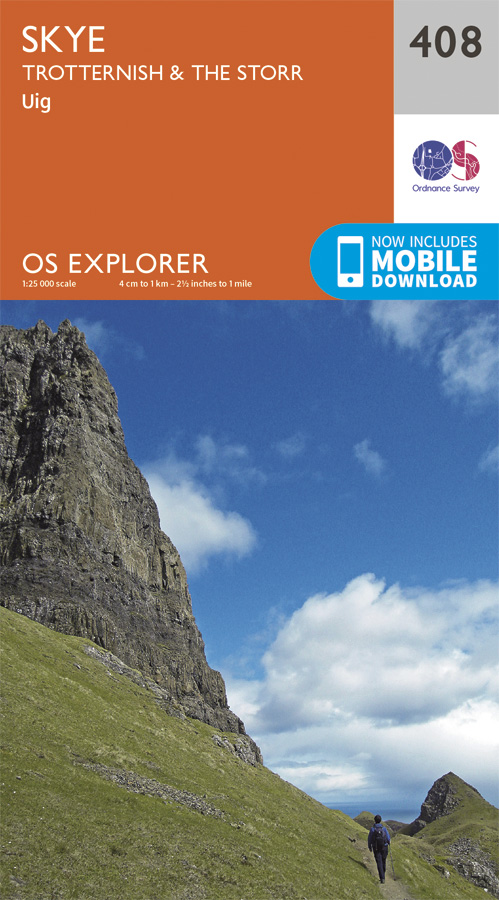 SKYE
TROTTERNISH & THE STORR
Uig
408
Ordnance Survey
OS EXPLORER
1:25 000 scale
4 cm to 1 km – 2½ inches to 1 mile
NOW INCLUDES
MOBILE
DOWNLOAD